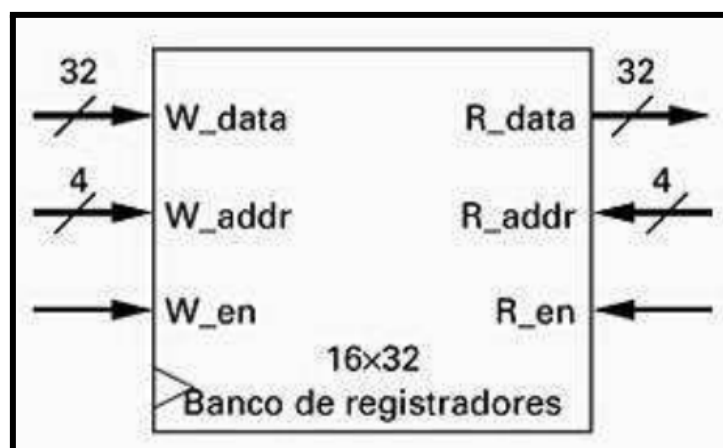 32 32
W_data R_data
4 4
W_addr R_addr
W_en R_en
16×32
Banco de registradores